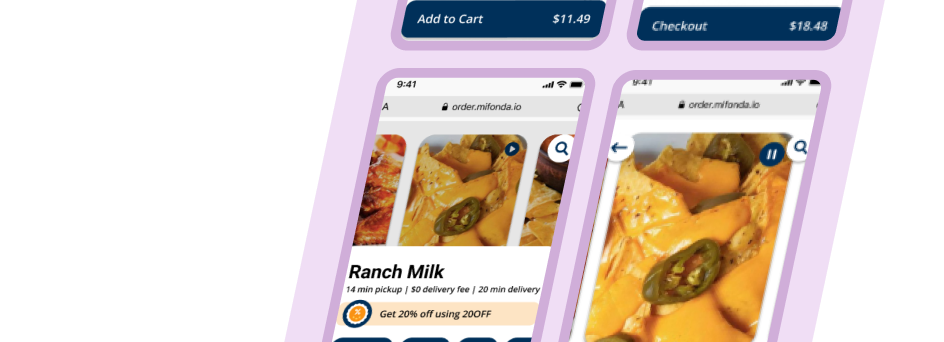 Add to Cart $11.49
Checkout $18.48
9:41
A order.mifonda.io
Ranch Milk
14 min pickup | $0 delivery fee | 20 min delivery
Get 20% off using 20OFF
9:41
A order.mifonda.io